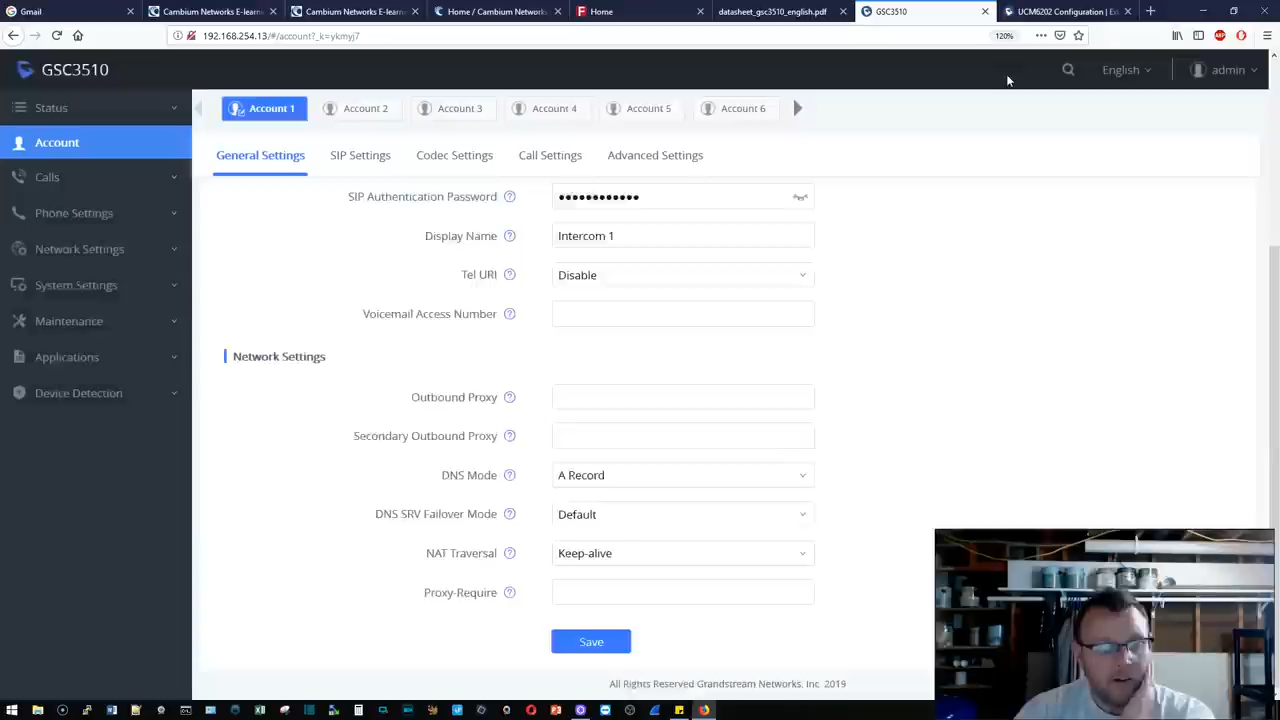 Gmail
Cambium Networks E-learn
Cambium Networks E-learn
Home / Cambium Networks
Home
datasheet_gsc3510_english.pdf
GSC3510
UCM6202 Configuration | Ex
192.168.254.13/#/account?_k=ykmyj7
120%
GSC3510
English
admin
Status
Account
Calls
Phone Settings
Network Settings
System Settings
Maintenance
Applications
Device Detection
Account 1
Account 2
Account 3
Account 4
Account 5
Account 6
General Settings
SIP Settings
Codec Settings
Call Settings
Advanced Settings
SIP Authentication Password
Display Name
Intercom 1
Tel URI
Disable
Voicemail Access Number
Network Settings
Outbound Proxy
Secondary Outbound Proxy
DNS Mode
A Record
DNS SRV Failover Mode
Default
NAT Traversal
Keep-alive
Proxy-Require
Save
All Rights Reserved Grandstream Networks, Inc. 2019